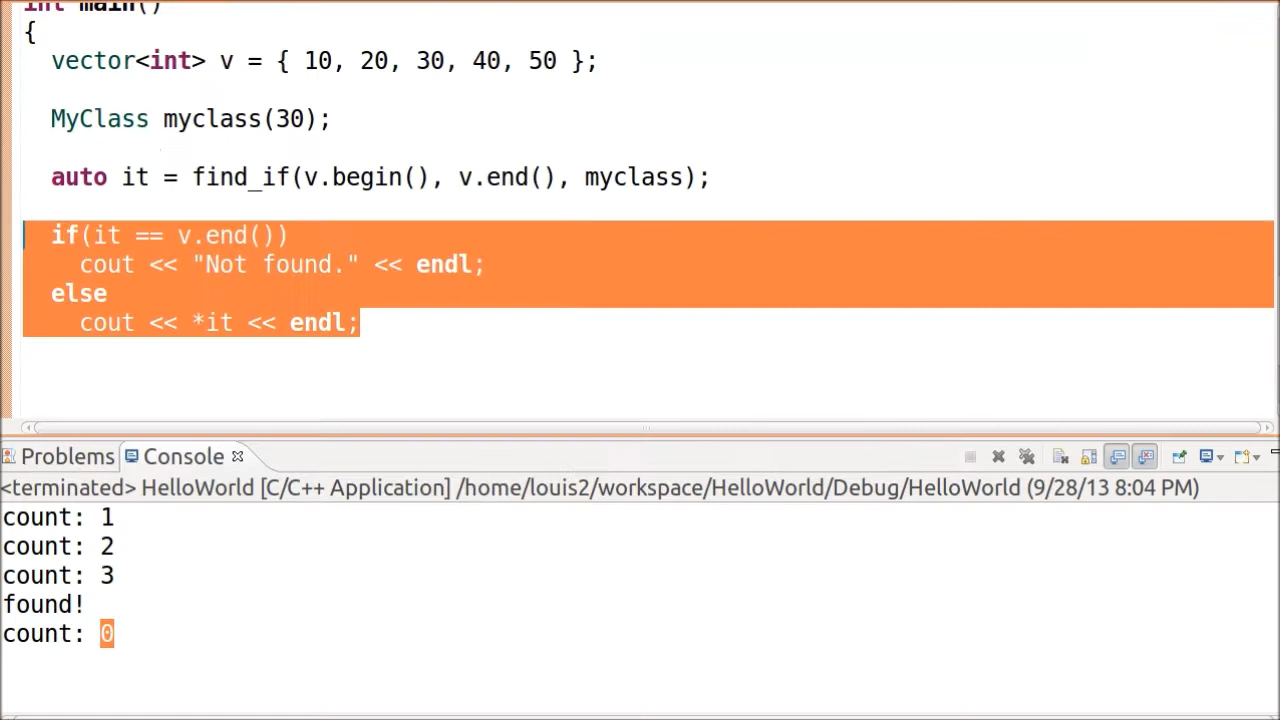 int main()
{
vector<int> v = { 10, 20, 30, 40, 50 };
MyClass myclass(30);
auto it = find_if(v.begin(), v.end(), myclass);
if(it == v.end())
cout << "Not found." << endl;
else
cout << *it << endl;
Problems Console
<terminated> HelloWorld [C/C++ Application] /home/louis2/workspace/HelloWorld/Debug/HelloWorld (9/28/13 8:04 PM)
count: 1
count: 2
count: 3
found!
count: 0